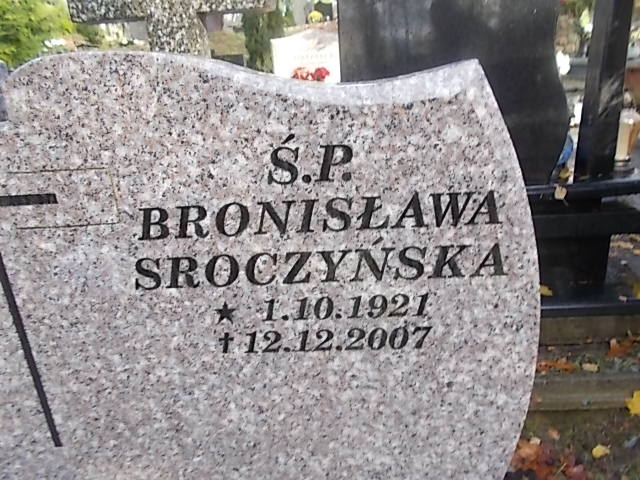 Ś.P.
BRONISŁAWA
SROCZYŃSKA
★ 1.10.1921
✝ 12.12.2007